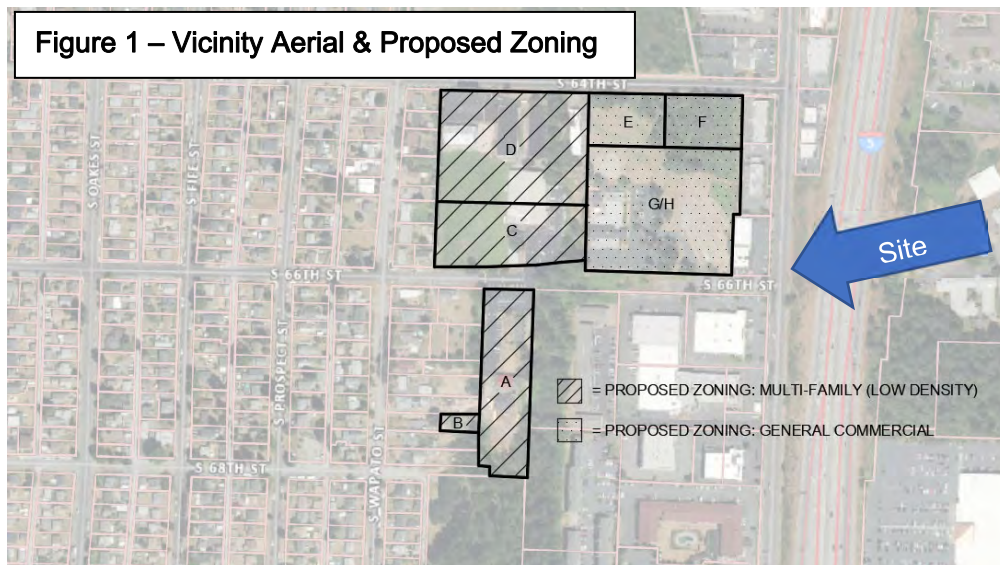 Figure 1 – Vicinity Aerial & Proposed Zoning
S 64TH ST
S OAKES ST
S FIFE ST
D
E
F
5
G/H
C
Site
S 66TH ST
S 66TH ST
S PROSPECT ST
A
= PROPOSED ZONING: MULTI-FAMILY (LOW DENSITY)
B
= PROPOSED ZONING: GENERAL COMMERCIAL
S WAPATO ST
S 68TH ST